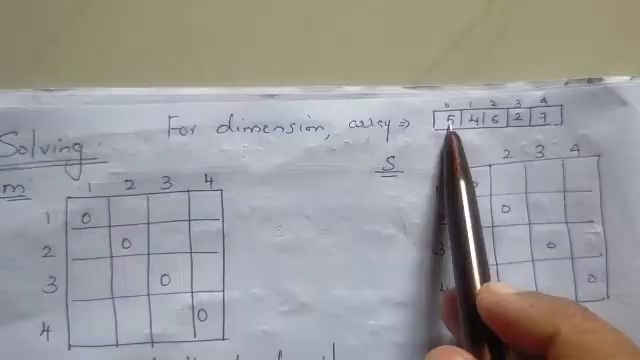 Solving
For dimension, array ⇒
0 1 2 3 4
5 4 6 2 7
m
S
1 2 3 4
2 3 4
1 0
2 0
3 0
4 0
0
0
0